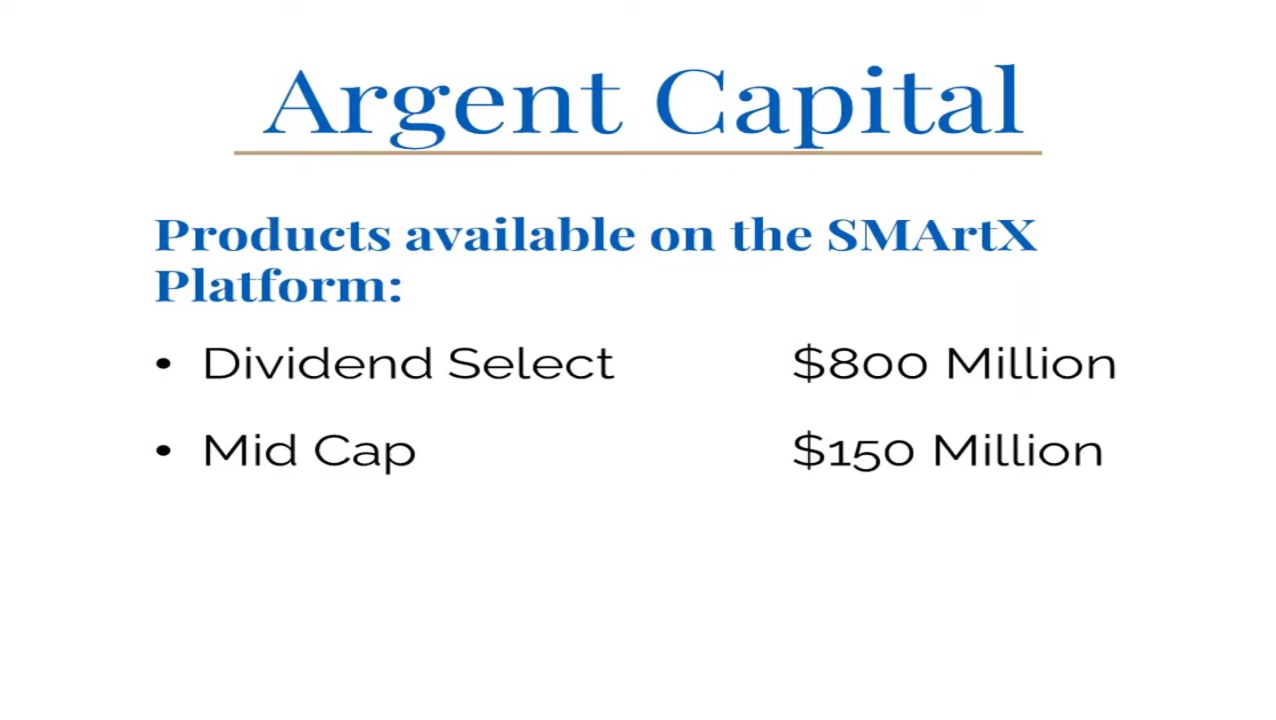 Argent Capital
Products available on the SMArtX
Platform:
• Dividend Select $800 Million
• Mid Cap $150 Million